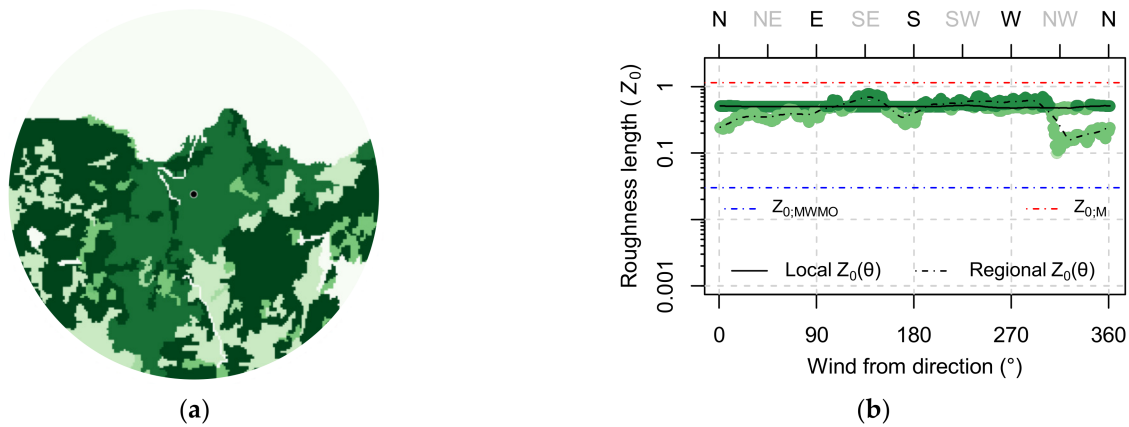 N NE E SE S SW W NW N
Roughness length ( Z0)
1
0.1
0.001
Z0;MWMO Z0;M
Local Z0(θ) Regional Z0(θ)
0 90 180 270 360
Wind from direction (°)
(a) (b)